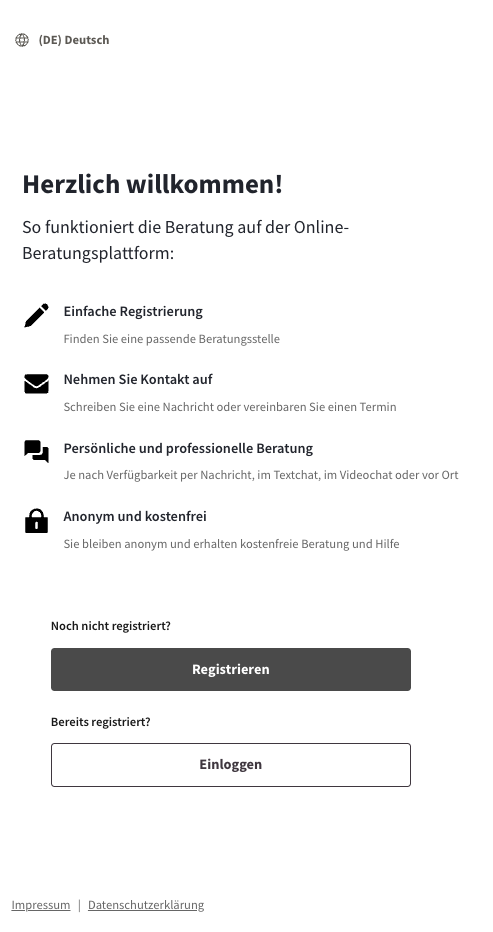 (DE) Deutsch
Herzlich willkommen!
So funktioniert die Beratung auf der Online-
Beratungsplattform:
Einfache Registrierung
Finden Sie eine passende Beratungsstelle
Nehmen Sie Kontakt auf
Schreiben Sie eine Nachricht oder vereinbaren Sie einen Termin
Persönliche und professionelle Beratung
Je nach Verfügbarkeit per Nachricht, im Textchat, im Videochat oder vor Ort
Anonym und kostenfrei
Sie bleiben anonym und erhalten kostenfreie Beratung und Hilfe
Noch nicht registriert?
Registrieren
Bereits registriert?
Einloggen
Impressum | Datenschutzerklärung